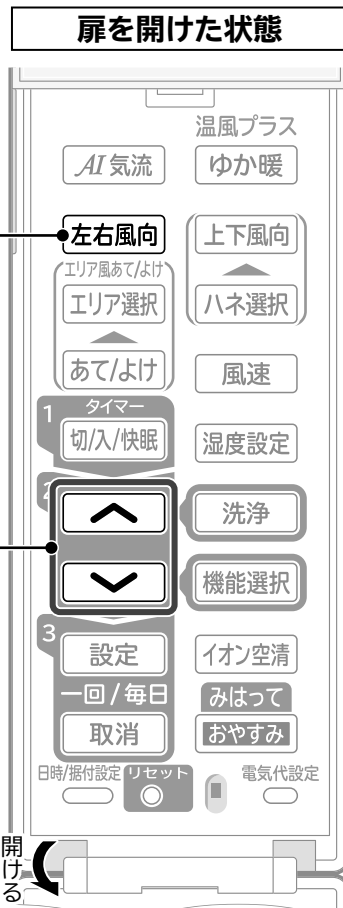 扉を開けた状態
温風プラス
AI 気流
ゆか暖
左右風向
上下風向
エリア風あて/よけ
エリア選択
ハネ選択
あて/よけ
風速
1
タイマー
切/入/快眠
湿度設定
2
洗浄
機能選択
3
設定
イオン空清
一回/毎日
みはって
取消
おやすみ
日時/据付設定
リセット
電気代設定
開ける